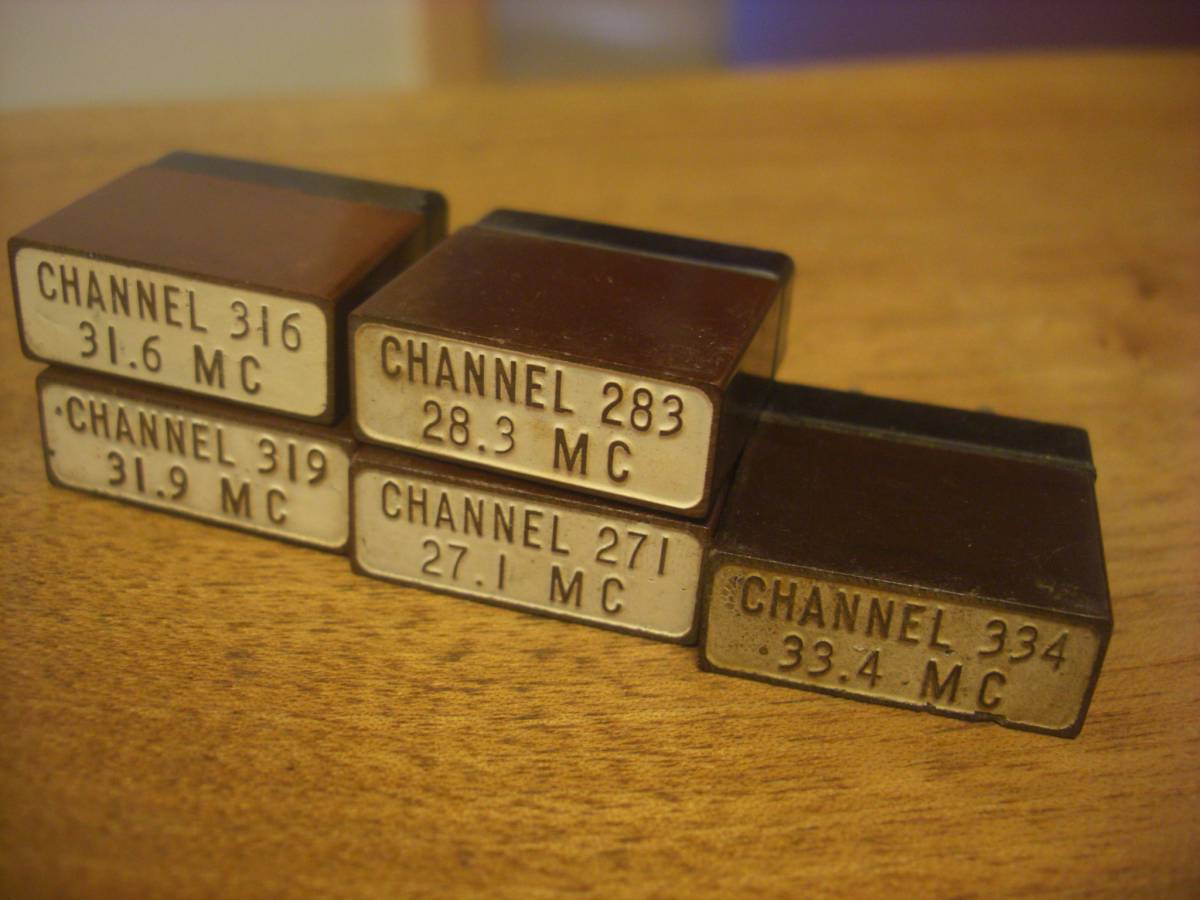 CHANNEL 316
31.6 MC
CHANNEL 319
31.9 MC
CHANNEL 283
28.3 MC
CHANNEL 271
27.1 MC
CHANNEL 334
33.4 MC